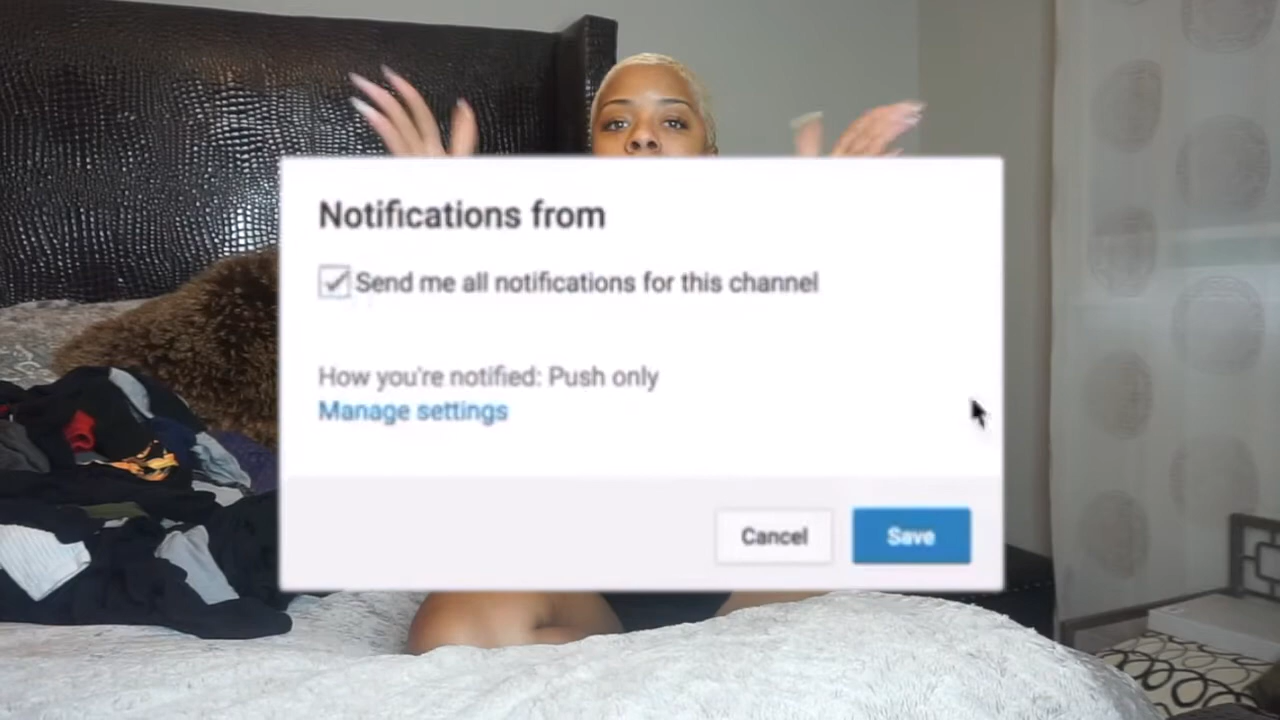 Notifications from
Send me all notifications for this channel
How you're notified: Push only
Manage settings
Cancel
Save